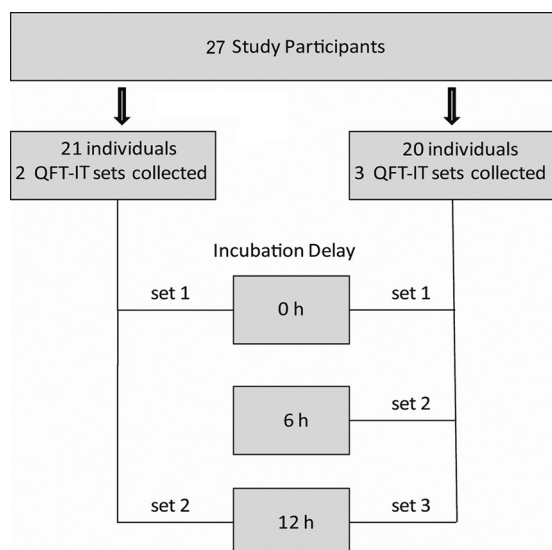 27 Study Participants
21 individuals
2 QFT-IT sets collected
20 individuals
3 QFT-IT sets collected
Incubation Delay
set 1
0 h
set 1
6 h
set 2
set 2
12 h
set 3